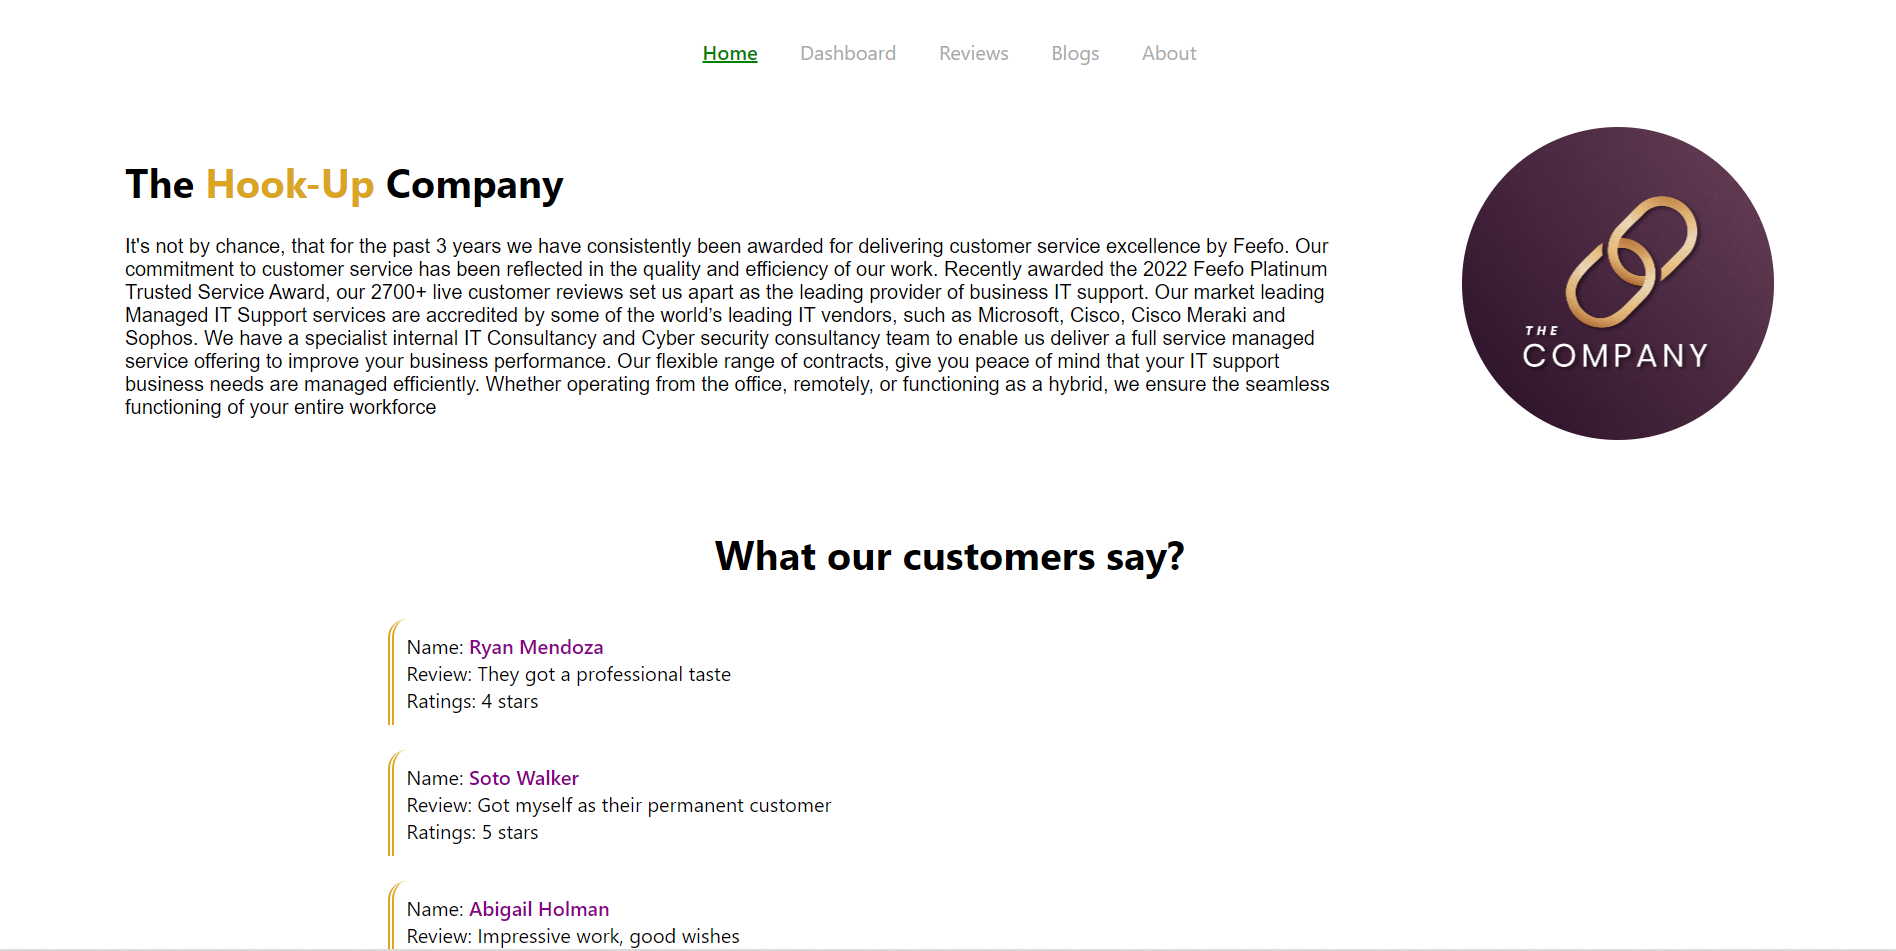 Home Dashboard Reviews Blogs About
The Hook-Up Company
It's not by chance, that for the past 3 years we have consistently been awarded for delivering customer service excellence by Feefo. Our
commitment to customer service has been reflected in the quality and efficiency of our work. Recently awarded the 2022 Feefo Platinum
Trusted Service Award, our 2700+ live customer reviews set us apart as the leading provider of business IT support. Our market leading
Managed IT Support services are accredited by some of the world’s leading IT vendors, such as Microsoft, Cisco, Cisco Meraki and
Sophos. We have a specialist internal IT Consultancy and Cyber security consultancy team to enable us deliver a full service managed
service offering to improve your business performance. Our flexible range of contracts, give you peace of mind that your IT support
business needs are managed efficiently. Whether operating from the office, remotely, or functioning as a hybrid, we ensure the seamless
functioning of your entire workforce
THE
COMPANY
What our customers say?
Name: Ryan Mendoza
Review: They got a professional taste
Ratings: 4 stars
Name: Soto Walker
Review: Got myself as their permanent customer
Ratings: 5 stars
Name: Abigail Holman
Review: Impressive work, good wishes